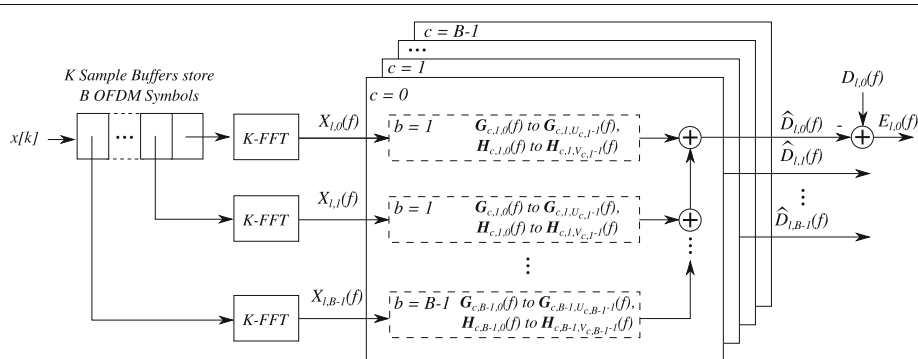 c = B-1
...
c = 1
c = 0
K Sample Buffers store
B OFDM Symbols
x[k]
...
K-FFT
X_{l,0}(f)
b = 1 G_{c,1,0}(f) to G_{c,1,U_{c,1}-1}(f),
H_{c,1,0}(f) to H_{c,1,V_{c,1}-1}(f)
+
D_{l,0}(f)
\hat{D}_{l,0}(f)
-
+
E_{l,0}(f)
\hat{D}_{l,1}(f)
K-FFT
X_{l,1}(f)
b = 1 G_{c,1,0}(f) to G_{c,1,U_{c,1}-1}(f),
H_{c,1,0}(f) to H_{c,1,V_{c,1}-1}(f)
+
⋮
\hat{D}_{l,B-1}(f)
⋮
⋮
K-FFT
X_{l,B-1}(f)
b = B-1 G_{c,B-1,0}(f) to G_{c,B-1,U_{c,B-1}-1}(f),
H_{c,B-1,0}(f) to H_{c,B-1,V_{c,B-1}-1}(f)